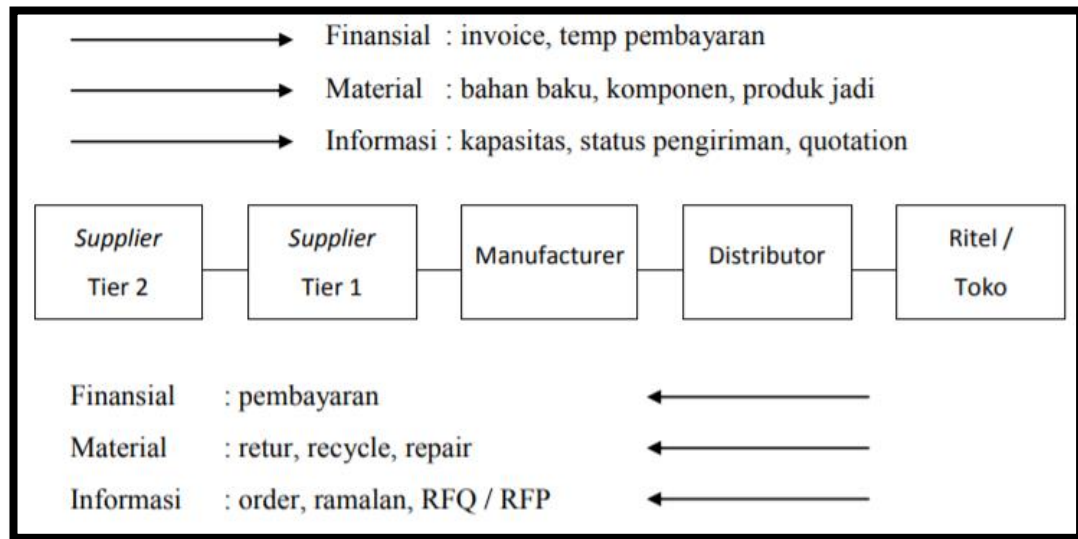 Finansial : invoice, temp pembayaran
Material : bahan baku, komponen, produk jadi
Informasi : kapasitas, status pengiriman, quotation
Supplier
Tier 2
Supplier
Tier 1
Manufacturer
Distributor
Ritel /
Toko
Finansial : pembayaran
Material : retur, recycle, repair
Informasi : order, ramalan, RFQ / RFP